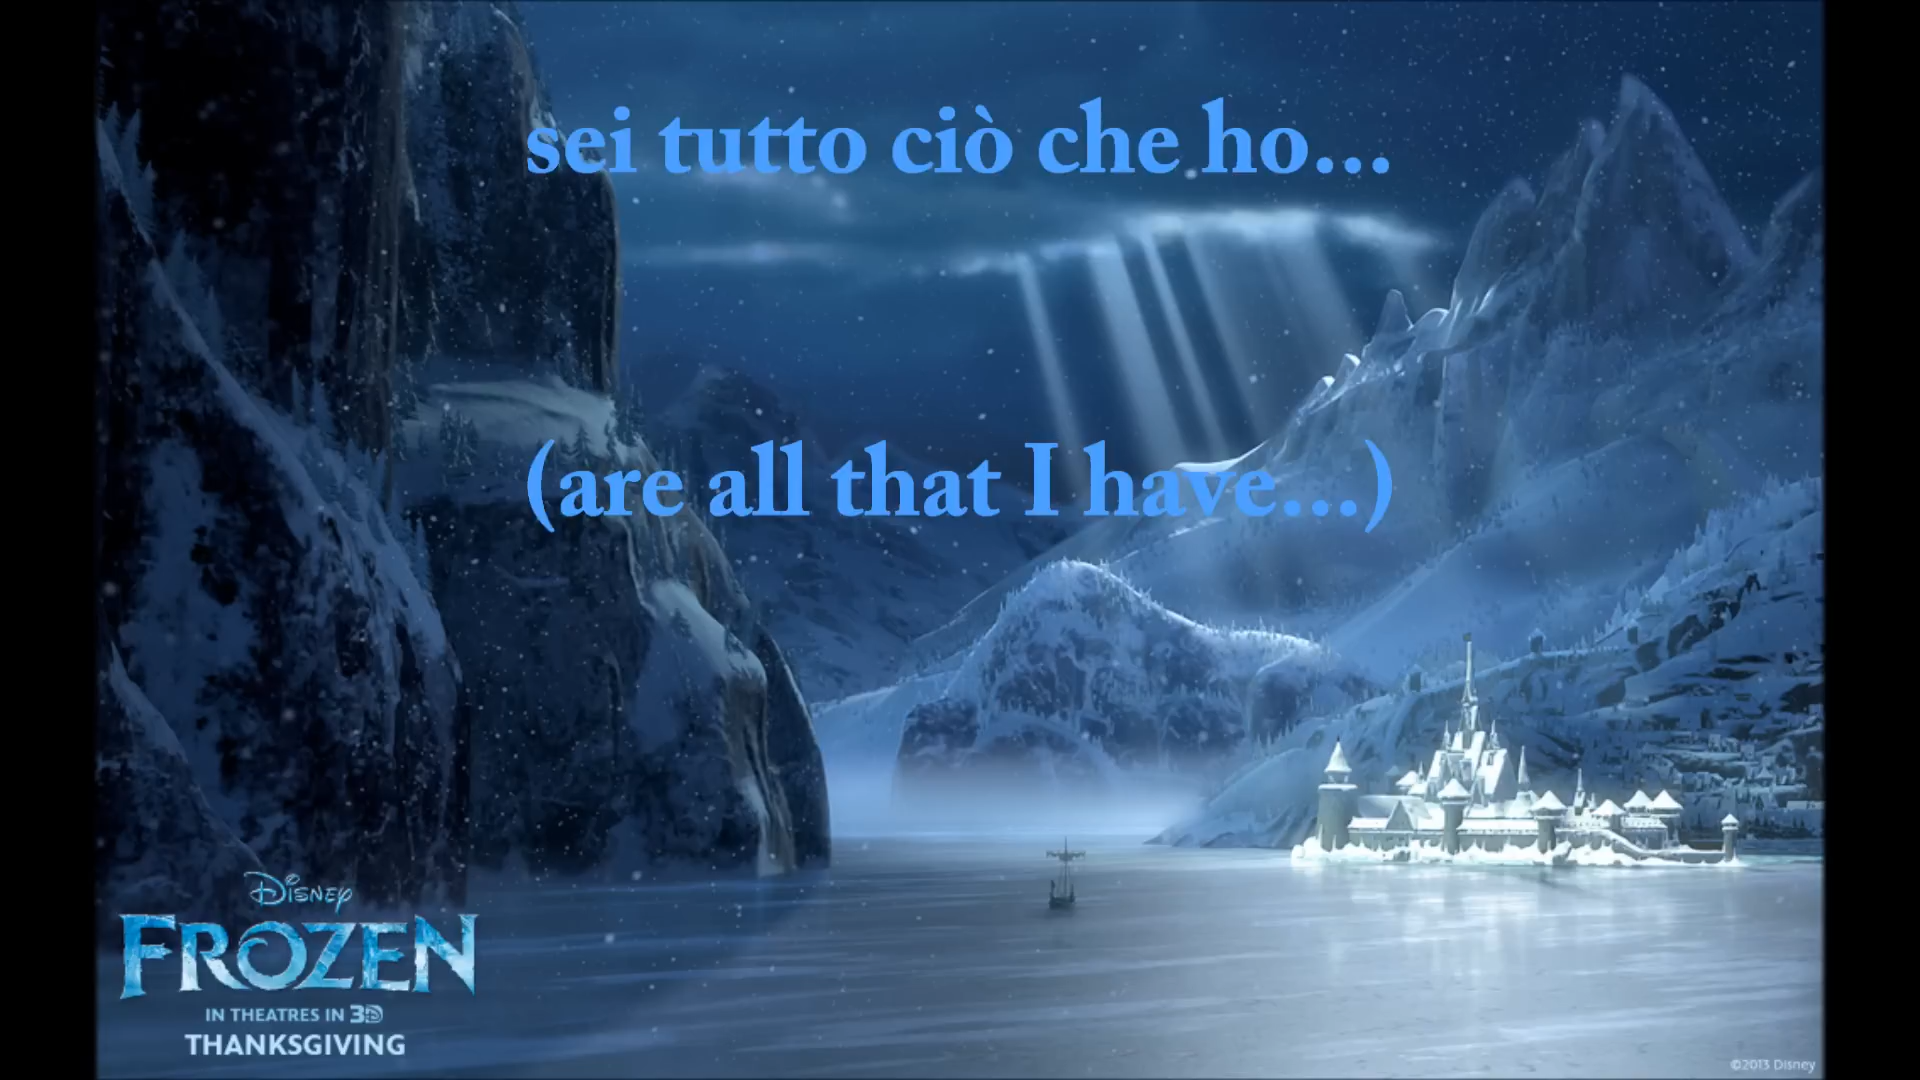 sei tutto ciò che ho...
(are all that I have...)
DISNEY
FROZEN
IN THEATRES IN 3D
THANKSGIVING
©2013 Disney